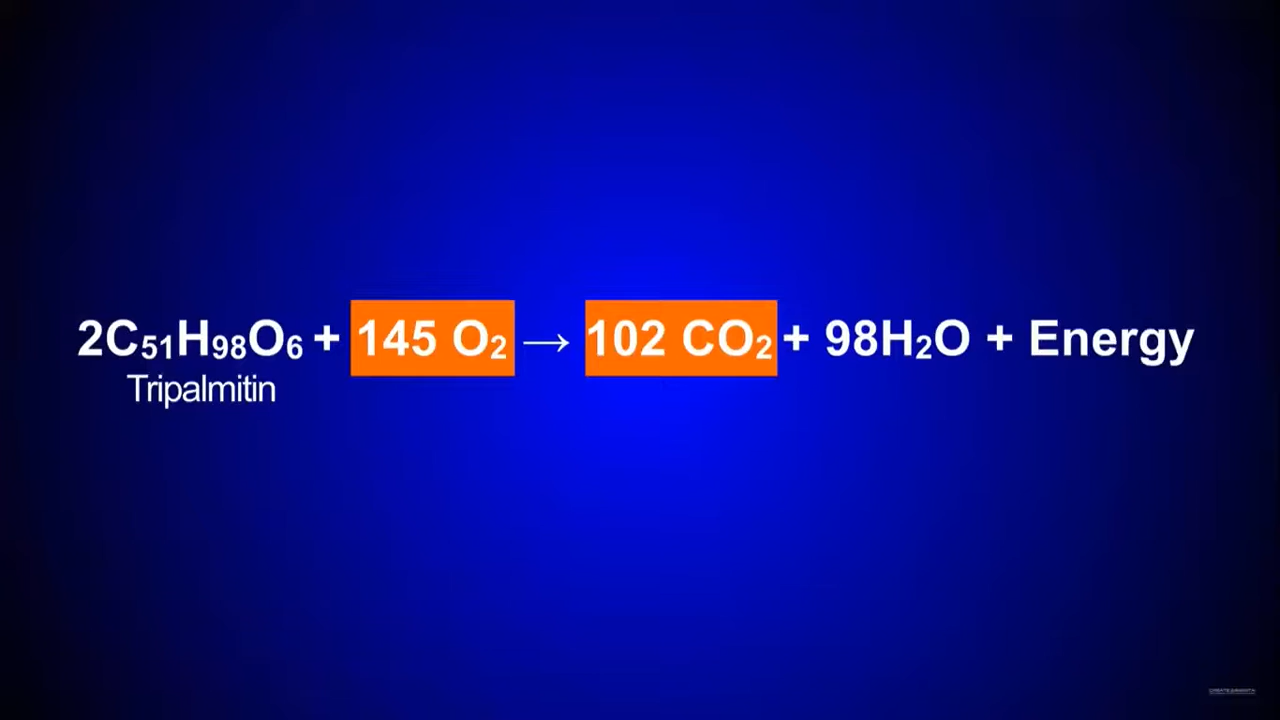 2C₅₁H₉₈O₆ + 145 O₂ → 102 CO₂ + 98H₂O + Energy
Tripalmitin